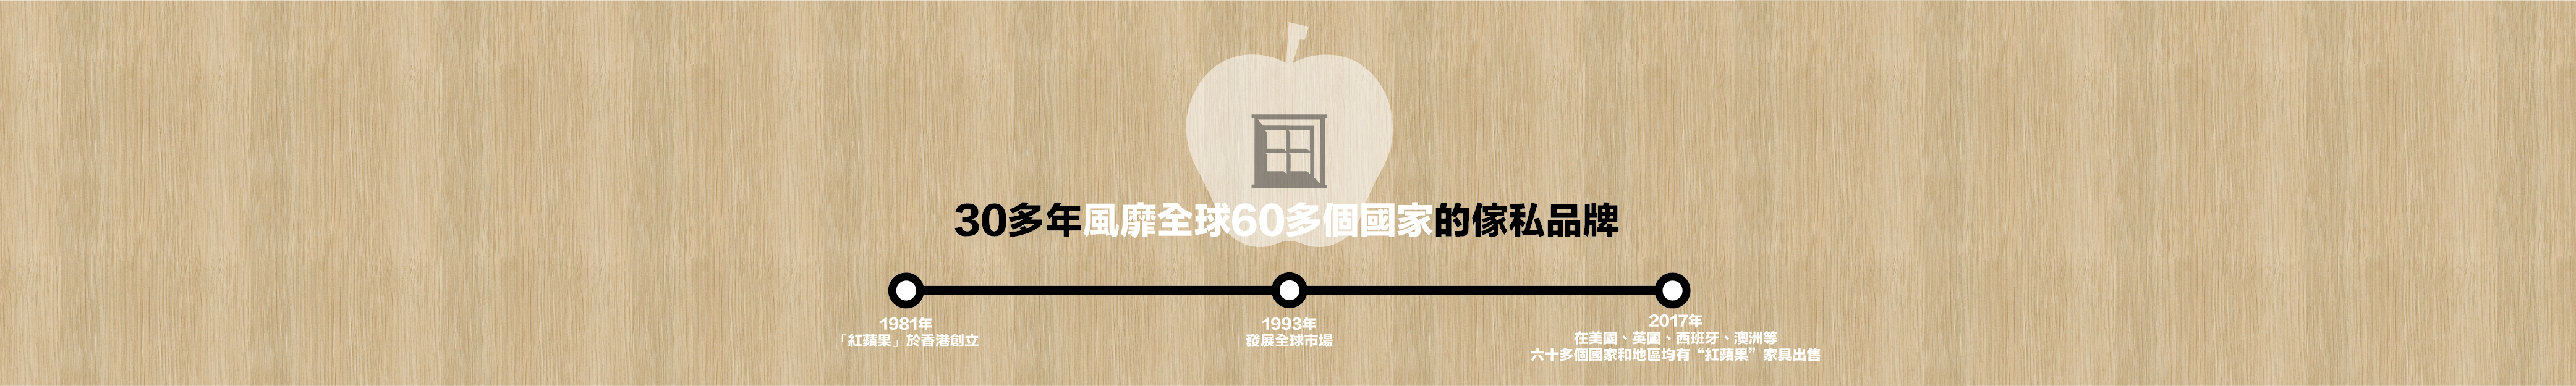 30多年風靡全球60多個國家的傢私品牌
1981年
「紅蘋果」於香港創立
1993年
發展全球市場
2017年
在美國、英國、西班牙、澳洲等
六十多個國家和地區均有“紅蘋果”家具出售